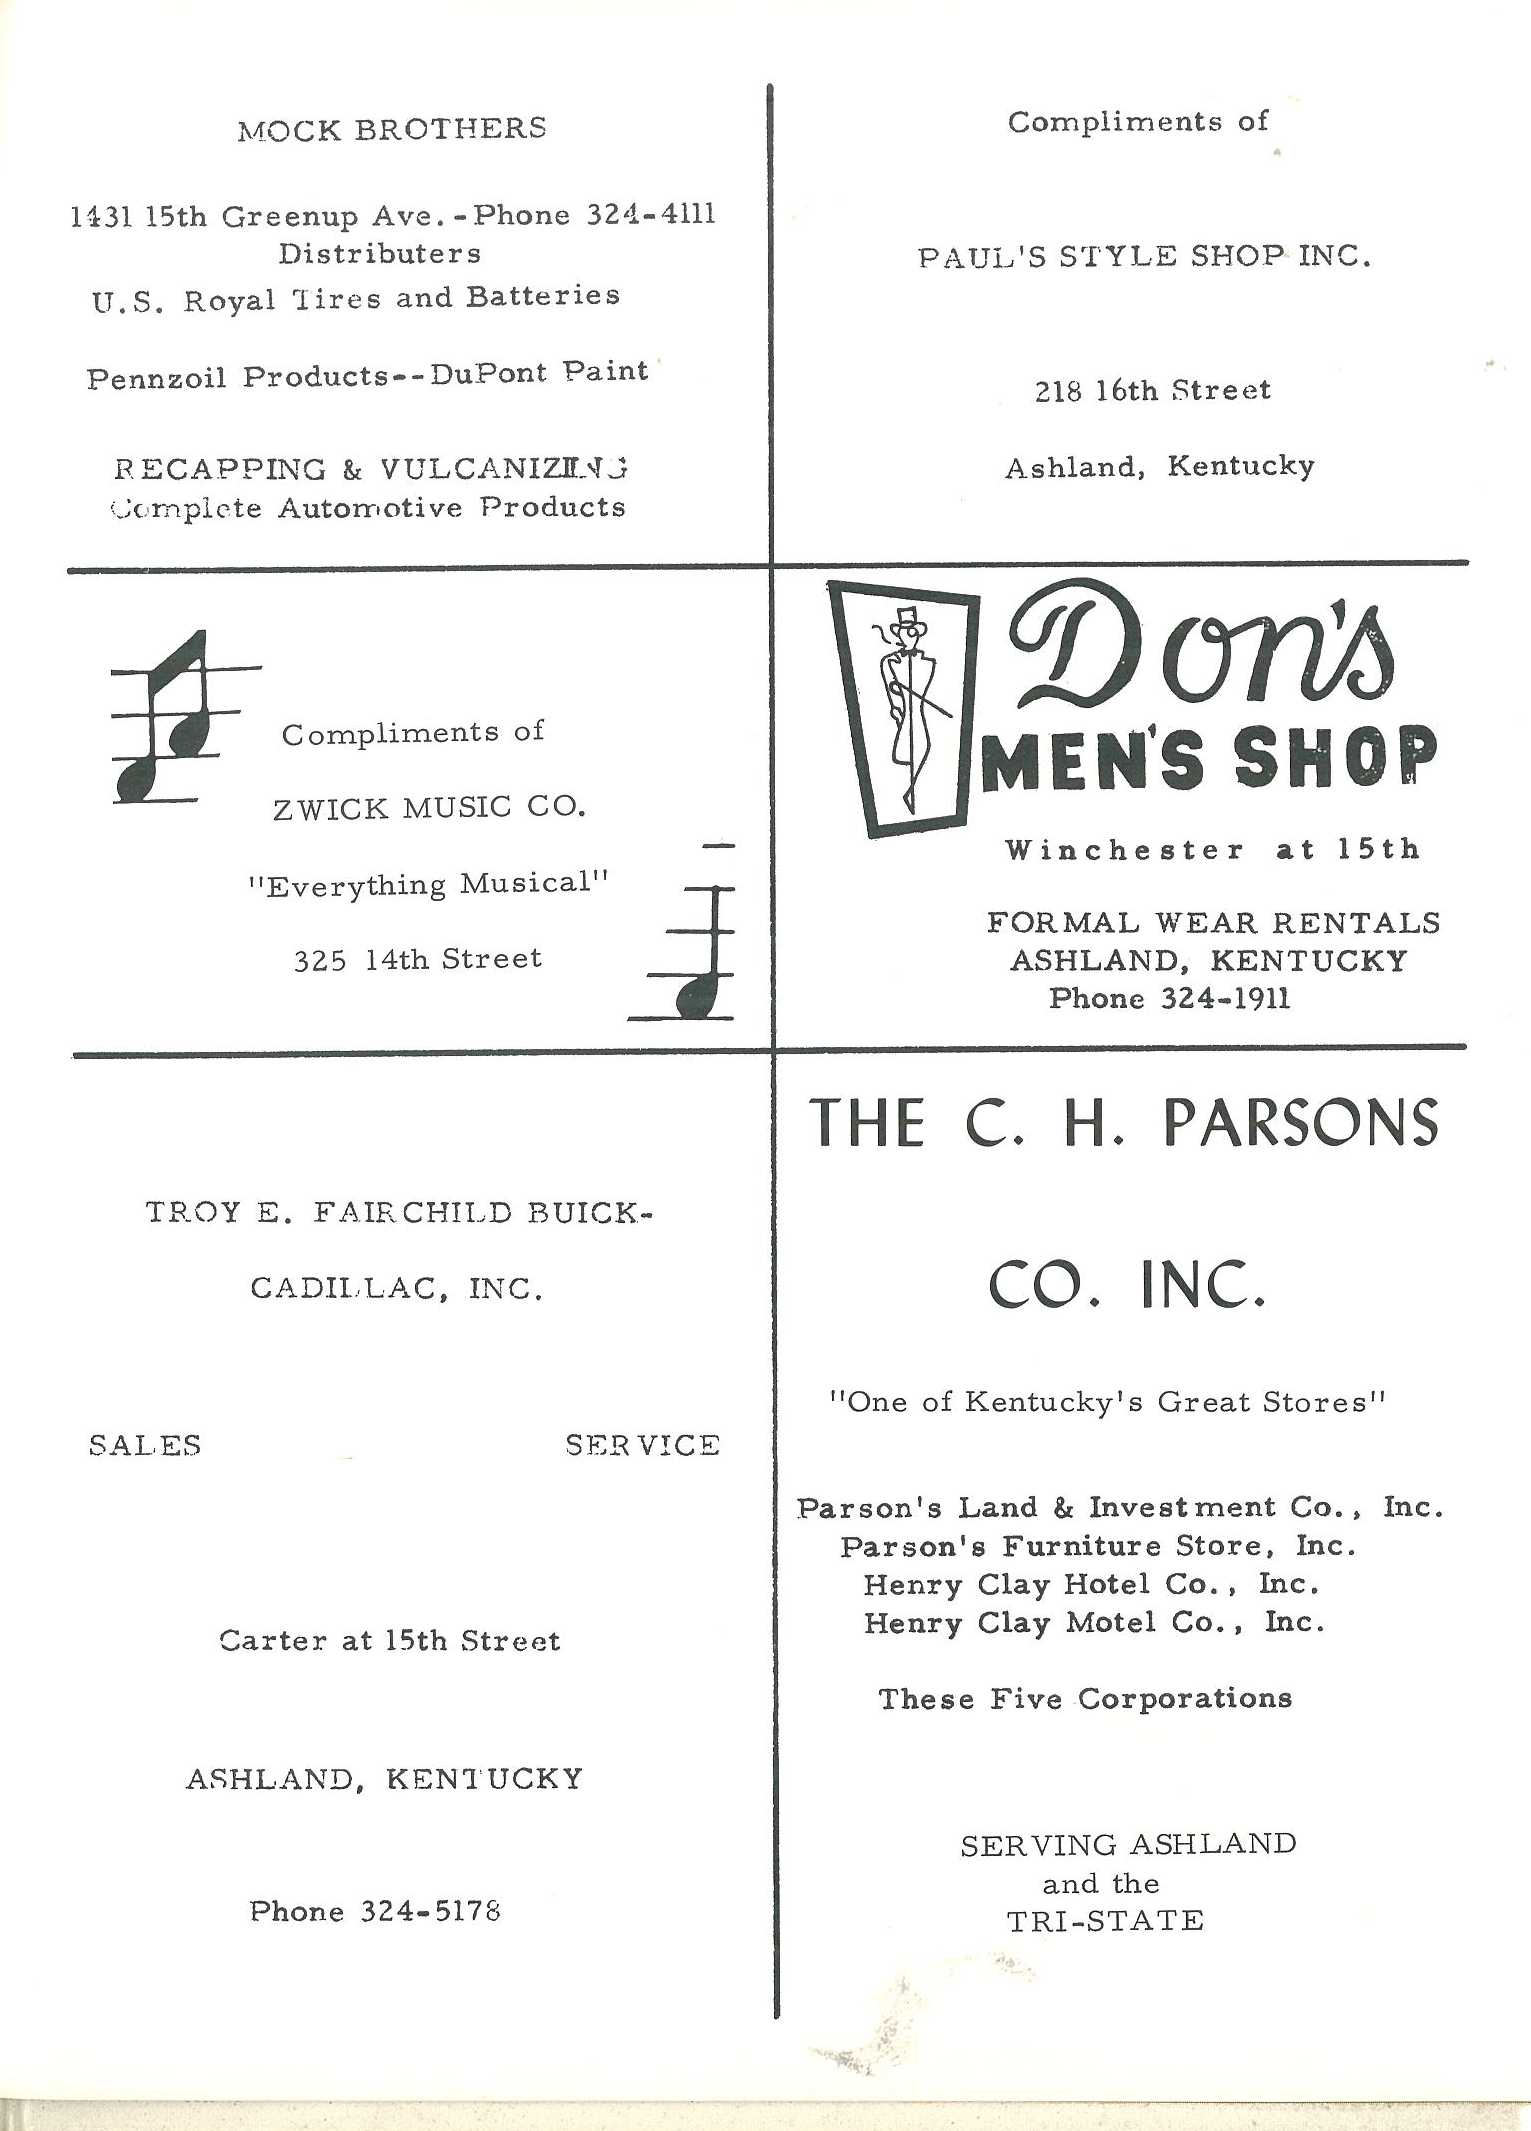 MOCK BROTHERS
1431 15th Greenup Ave. - Phone 324-4111
Distributers
U.S. Royal Tires and Batteries
Pennzoil Products--DuPont Paint
RECAPPING & VULCANIZING
Complete Automotive Products
Compliments of
PAUL'S STYLE SHOP INC.
218 16th Street
Ashland, Kentucky
Compliments of
ZWICK MUSIC CO.
"Everything Musical"
325 14th Street
Don's
MEN'S SHOP
Winchester at 15th
FORMAL WEAR RENTALS
ASHLAND, KENTUCKY
Phone 324-1911
TROY E. FAIRCHILD BUICK-
CADILLAC, INC.
SALES SERVICE
Carter at 15th Street
ASHLAND, KENTUCKY
Phone 324-5178
THE C. H. PARSONS
CO. INC.
"One of Kentucky's Great Stores"
Parson's Land & Investment Co., Inc.
Parson's Furniture Store, Inc.
Henry Clay Hotel Co., Inc.
Henry Clay Motel Co., Inc.
These Five Corporations
SERVING ASHLAND
and the
TRI-STATE